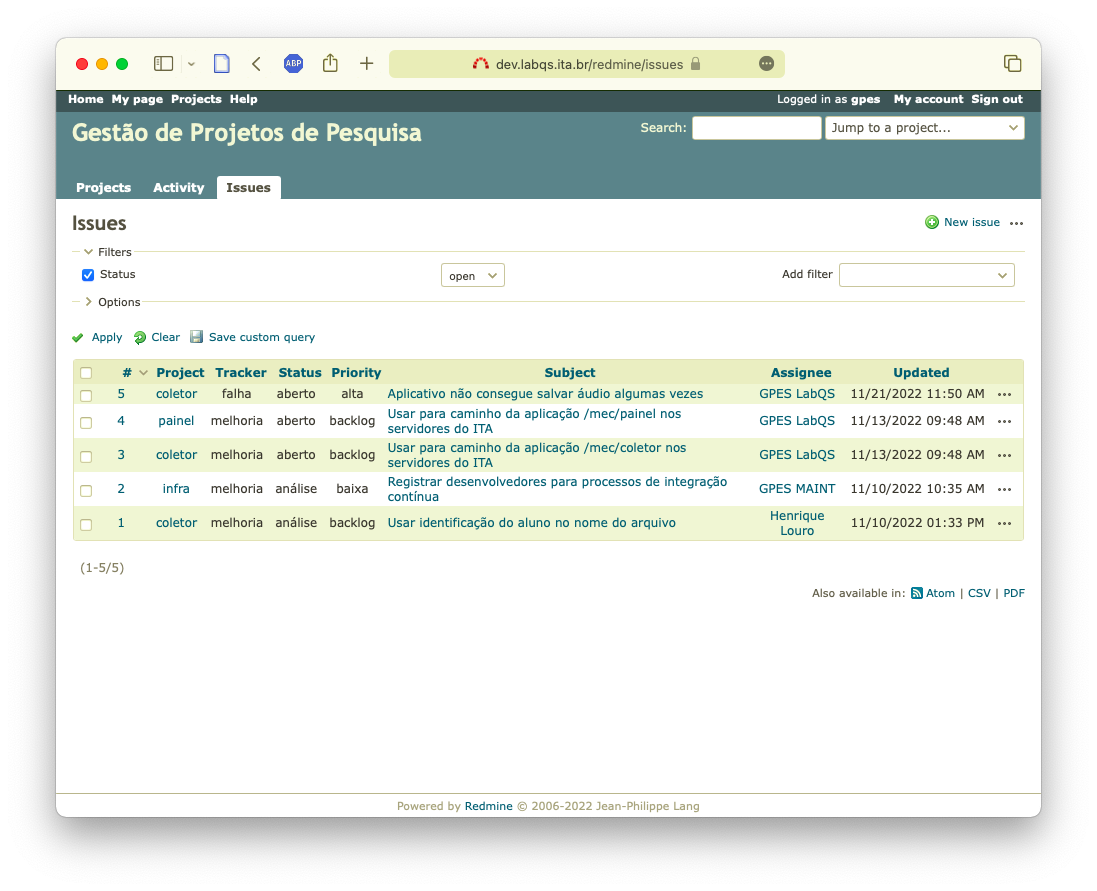 ABP
dev.labqs.ita.br/redmine/issues
Home My page Projects Help
Logged in as gpes My account Sign out
Gestão de Projetos de Pesquisa
Search: Jump to a project...
Projects Activity Issues
Issues
New issue
Filters
Status open Add filter
Options
Apply Clear Save custom query
# Project Tracker Status Priority Subject Assignee Updated
5 coletor falha aberto alta Aplicativo não consegue salvar áudio algumas vezes GPES LabQS 11/21/2022 11:50 AM
4 painel melhoria aberto backlog Usar para caminho da aplicação /mec/painel nos
servidores do ITA GPES LabQS 11/13/2022 09:48 AM
3 coletor melhoria aberto backlog Usar para caminho da aplicação /mec/coletor nos
servidores do ITA GPES LabQS 11/13/2022 09:48 AM
2 infra melhoria análise baixa Registrar desenvolvedores para processos de integração
contínua GPES MAINT 11/10/2022 10:35 AM
1 coletor melhoria análise backlog Usar identificação do aluno no nome do arquivo Henrique
Louro 11/10/2022 01:33 PM
(1-5/5)
Also available in: Atom | CSV | PDF
Powered by Redmine © 2006-2022 Jean-Philippe Lang